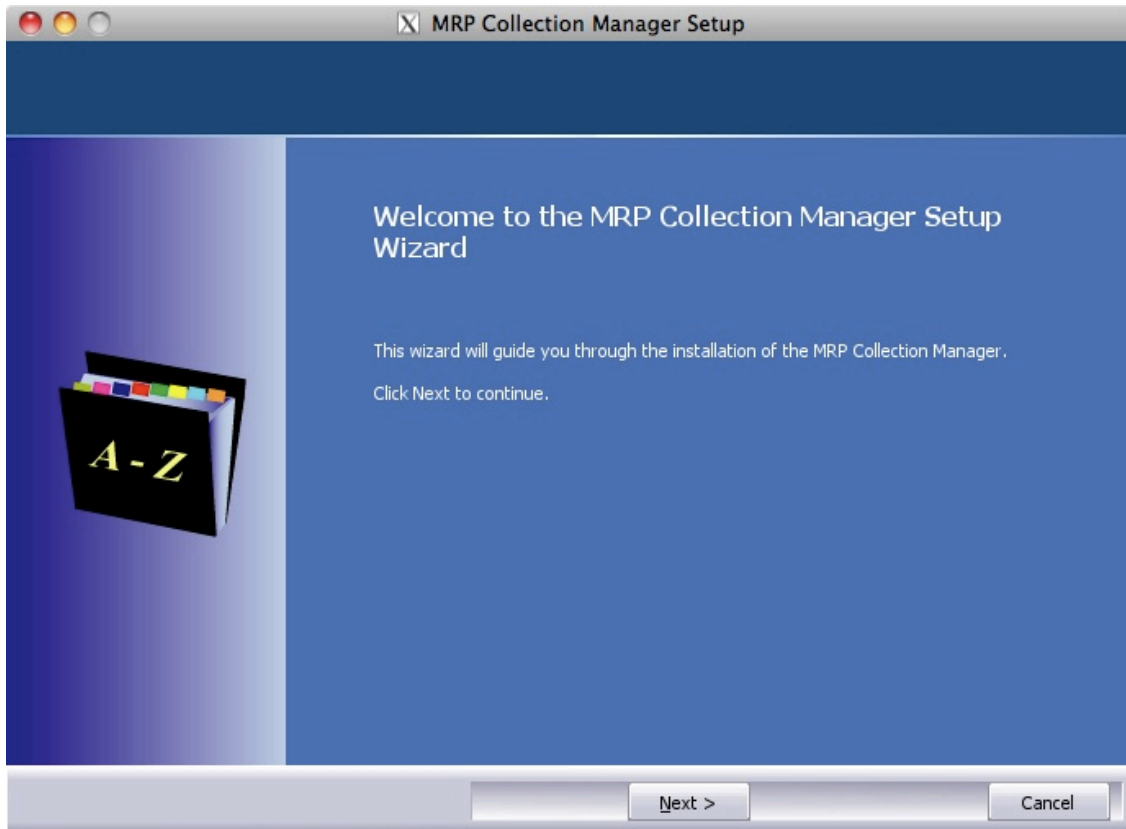 MRP Collection Manager Setup
Welcome to the MRP Collection Manager Setup
Wizard
This wizard will guide you through the installation of the MRP Collection Manager.
Click Next to continue.
A - Z
Next >
Cancel